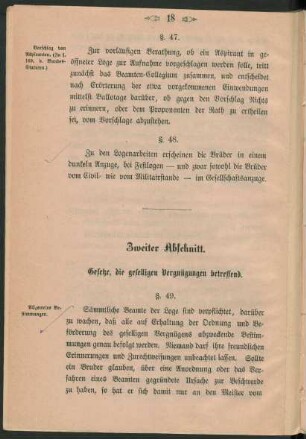 18
§. 47.
Vorschlag des
Aspiranten. (Zu §.
Statuten.)
Zur vorläufigen Berathung, ob ein Aspirant in ge-
öffneter Loge zur Aufnahme vorgeschlagen werden solle, tritt
zunächst das Beamten-Collegium zusammen, und entscheidet
nach Erörterung der etwa vorgekommenen Einwendungen
mittelst Ballotage darüber, ob gegen den Vorschlag Nichts
zu erinnern, oder dem Proponenten der Rath zu ertheilen
sei, vom Vorschlage abzustehen.
§. 48.
Zu den Logenarbeiten erscheinen die Brüder in einem
dunkeln Anzuge, bei Festlogen — und zwar sowohl die Brüder
vom Civil- wie vom Militairstande — im Gesellschaftsanzuge.
Zweiter Abschnitt.
Gesetze, die geselligen Vergnügungen betreffend.
§. 49.
Allgemeine Be-
stimmungen.
Sämmtliche Beamte der Loge sind verpflichtet, darüber
zu wachen, daß alle auf Erhaltung der Ordnung und Be-
förderung des geselligen Vergnügens abzweckende Bestim-
mungen genau befolgt werden. Niemand darf ihre freundlichen
Erinnerungen und Zurechtweisungen unbeachtet lassen. Sollte
ein Bruder glauben, über eine Anordnung oder das Ver-
fahren eines Beamten gegründete Ursache zur Beschwerde
zu haben, so hat er sich damit nur an den Meister vom